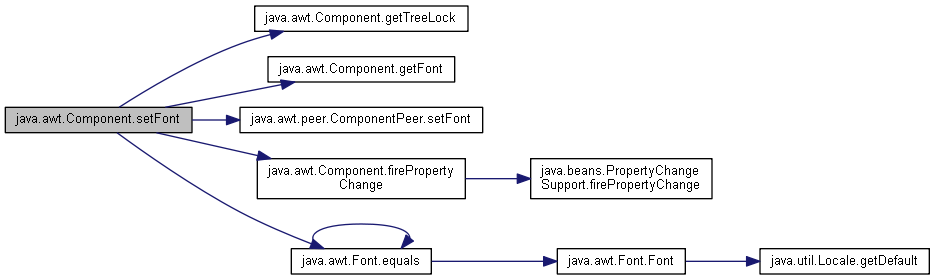 java.awt.Component.getTreeLock
java.awt.Component.getFont
java.awt.Component.setFont
java.awt.peer.ComponentPeer.setFont
java.awt.Component.fireProperty
Change
java.beans.PropertyChange
Support.firePropertyChange
java.awt.Font.equals
java.awt.Font.Font
java.util.Locale.getDefault